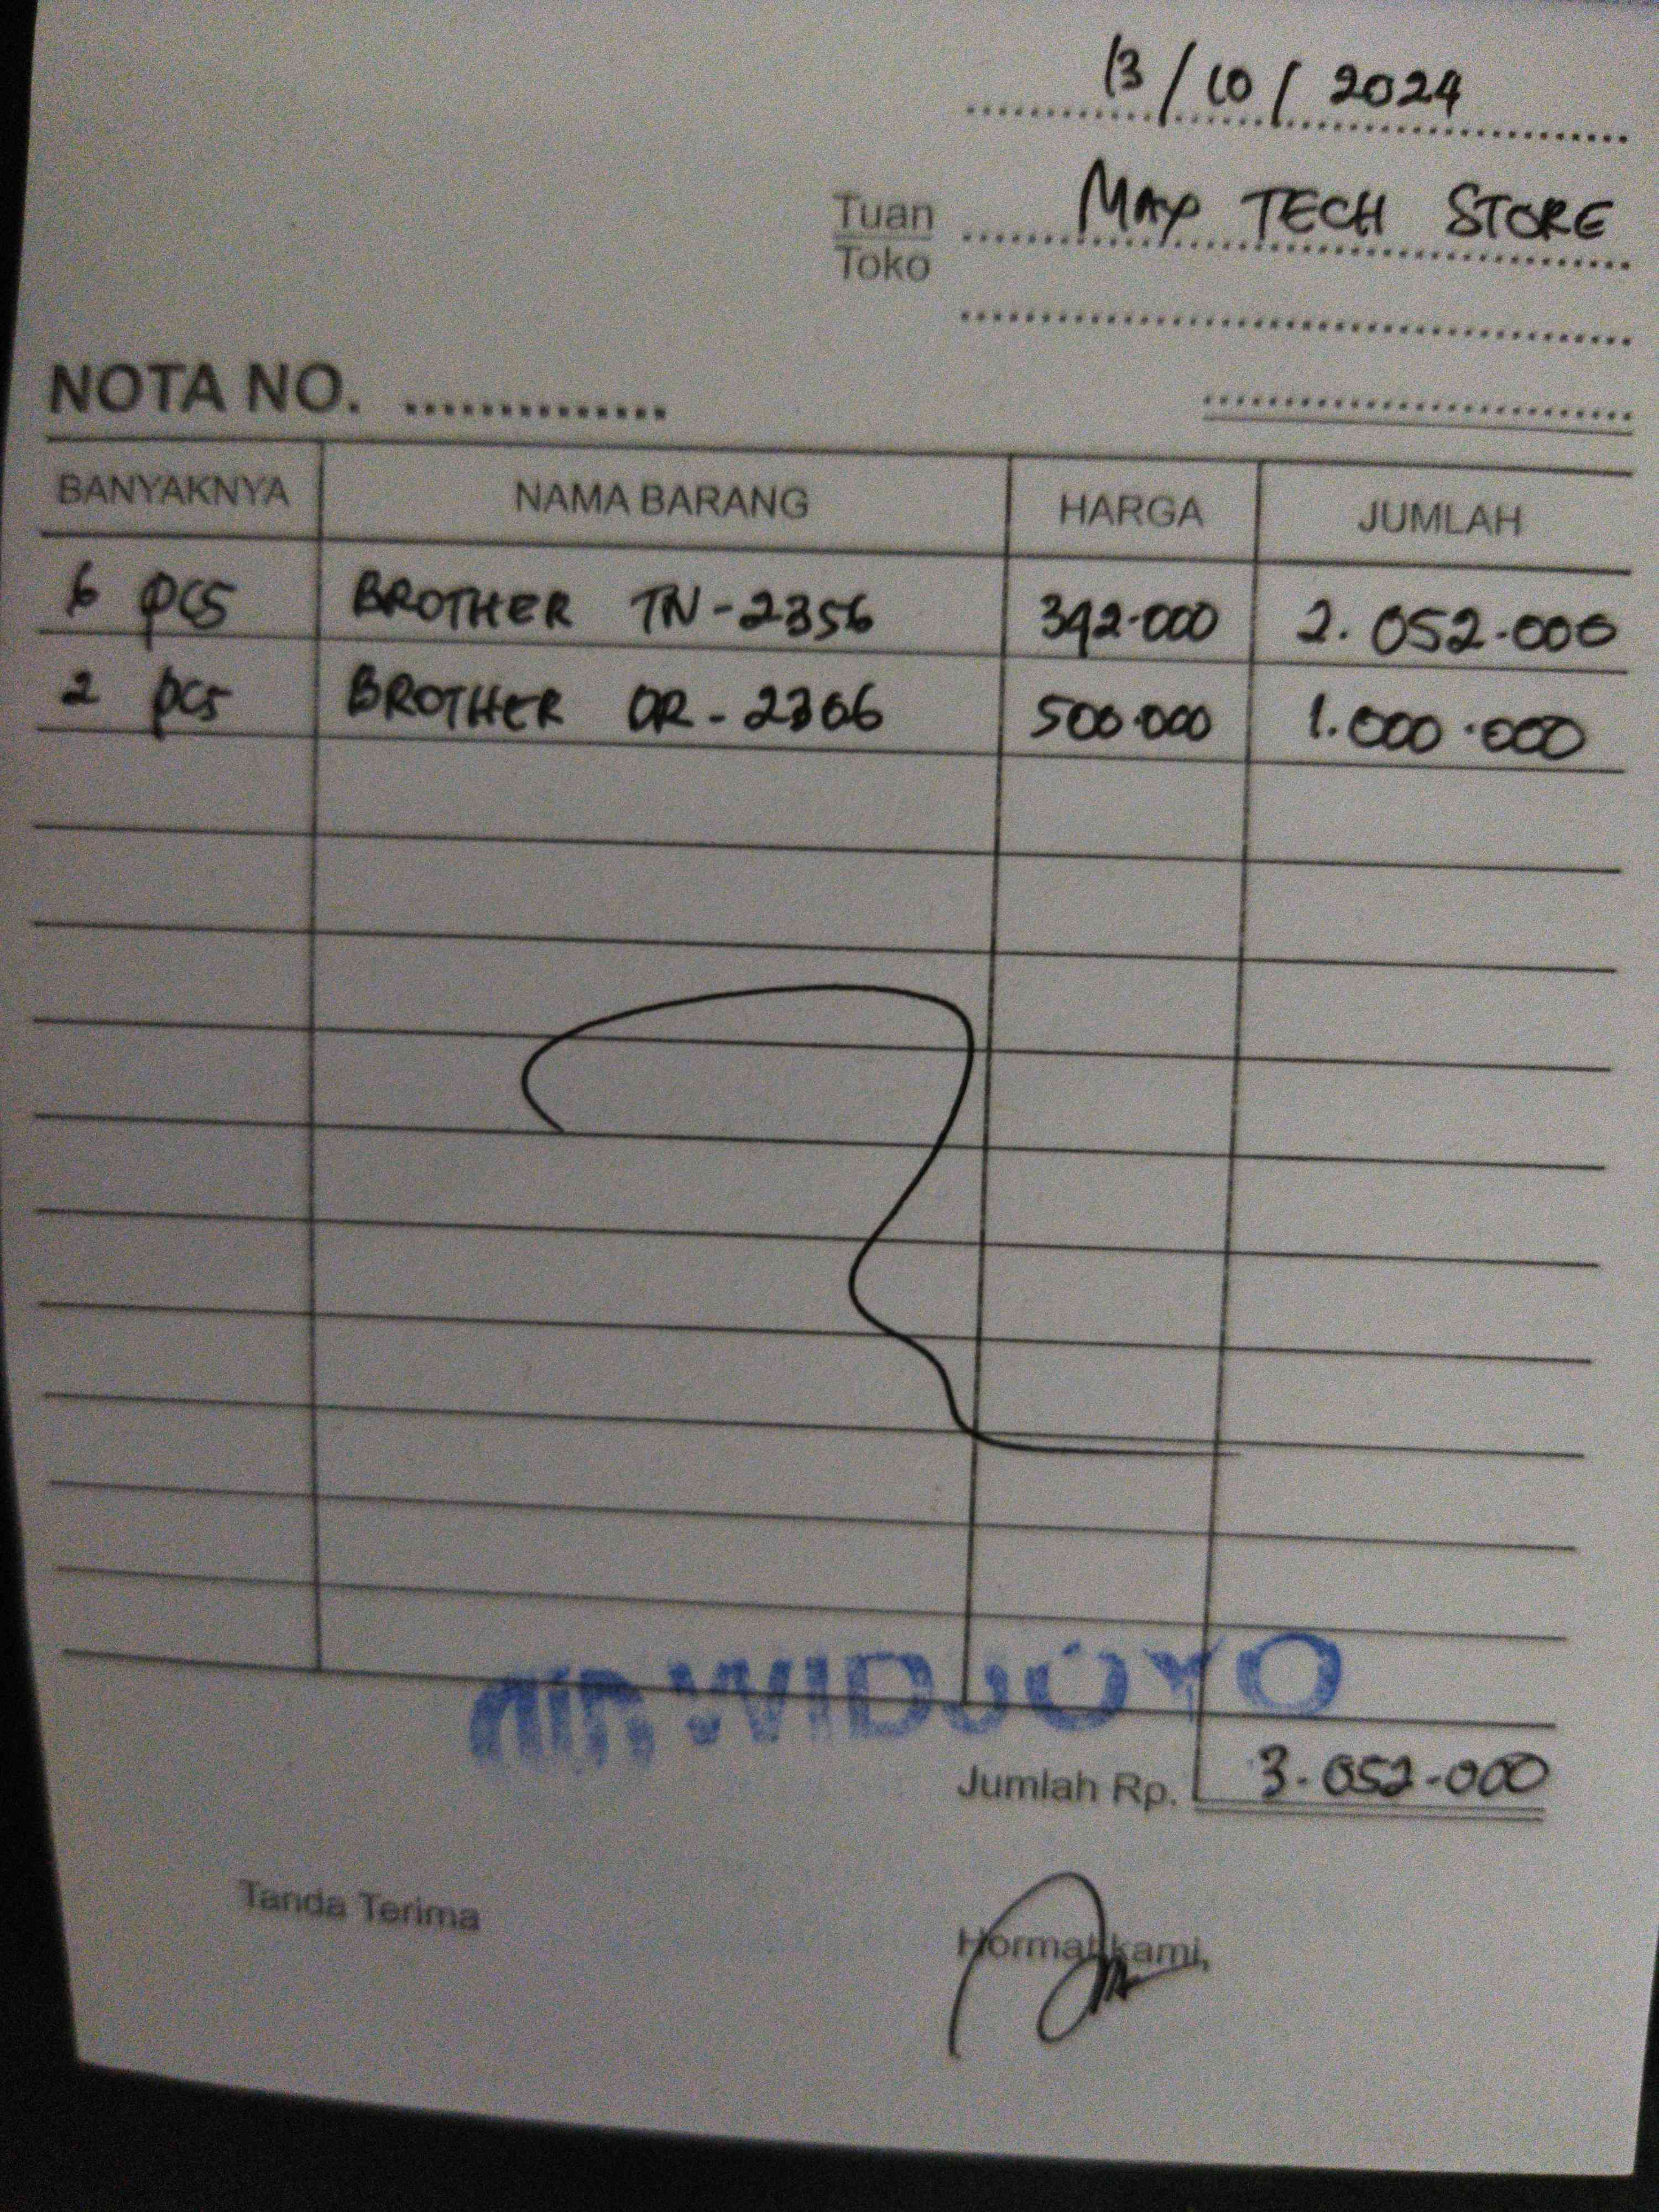 13/10/2024
Tuan
Toko
MAX TECH STORE
NOTA NO.
BANYAKNYA NAMA BARANG HARGA JUMLAH
6 pcs BROTHER TN-2356 342.000 2.052.000
2 pcs BROTHER DR-2306 500.000 1.000.000
WIDJOYO
Jumlah Rp. 3.052.000
Tanda Terima
Hormat kami,